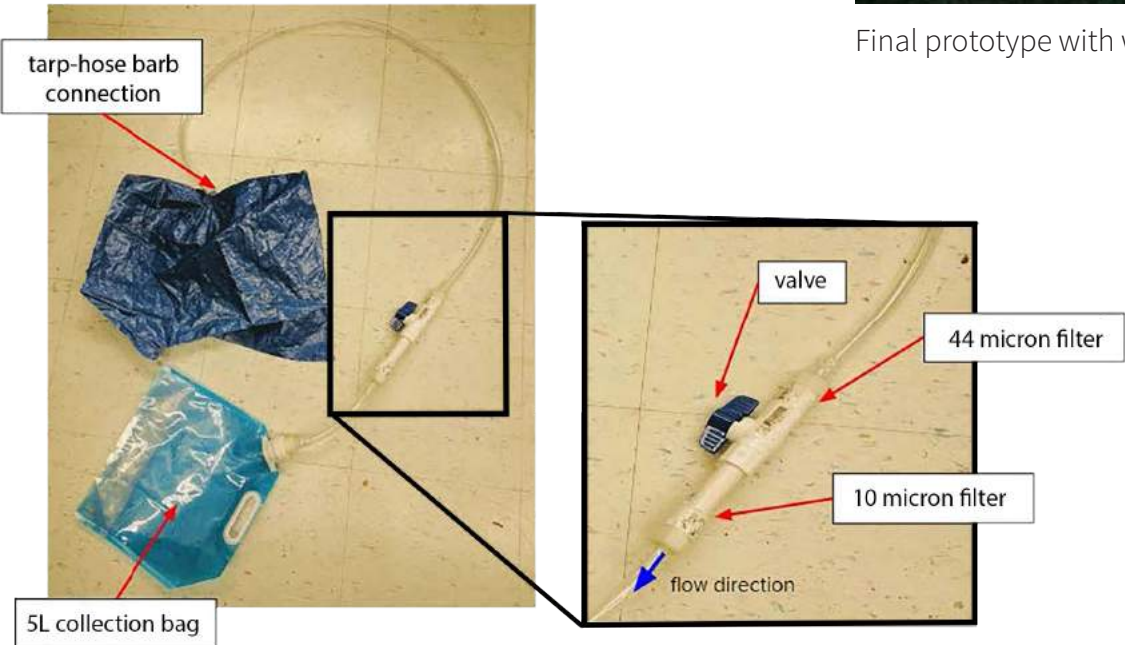 Final prototype with
tarp-hose barb
connection
valve
44 micron filter
10 micron filter
flow direction
5L collection bag